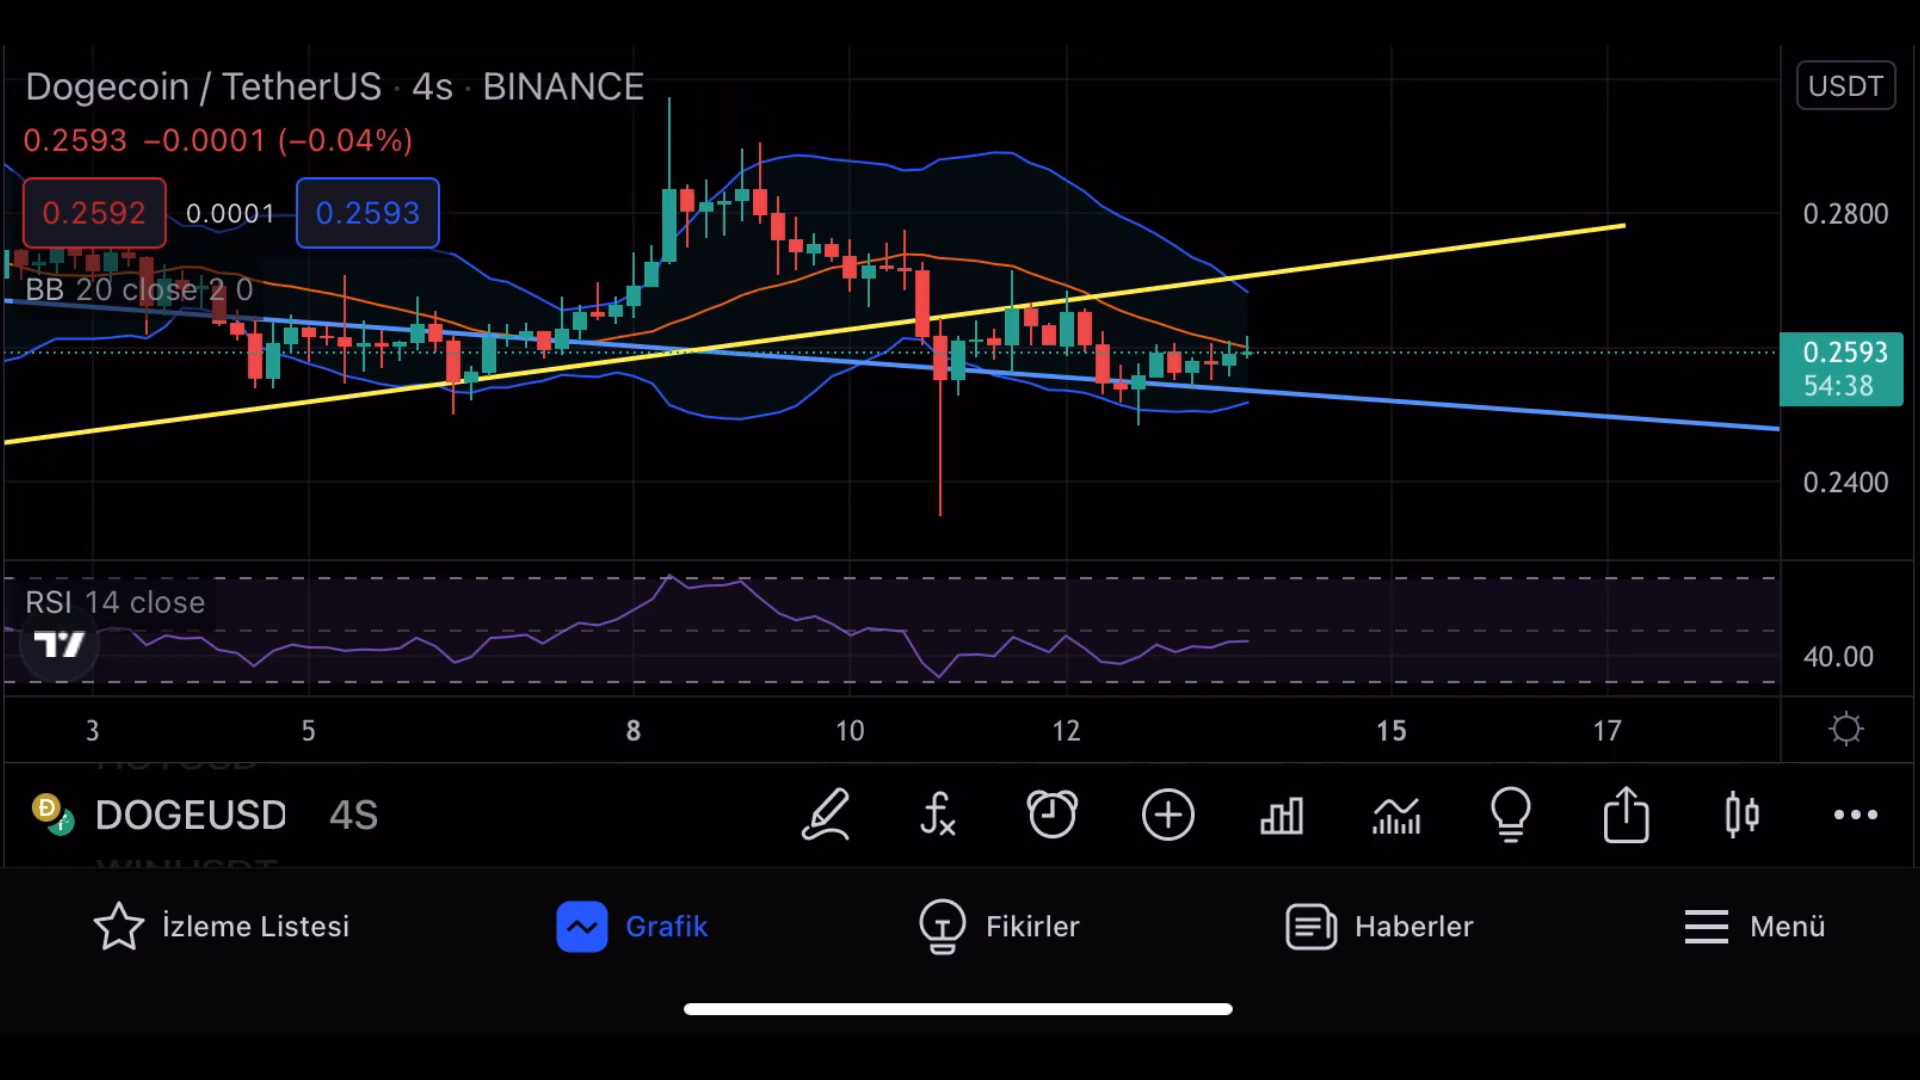 Dogecoin / TetherUS · 4s · BINANCE
USDT
0.2593 −0.0001 (−0.04%)
0.2592 0.0001 0.2593
0.2800
BB 20 close 2 0
0.2593
54:38
0.2400
RSI 14 close
40.00
3 5 8 10 12 15 17
DOGEUSD 4S
İzleme Listesi Grafik Fikirler Haberler Menü